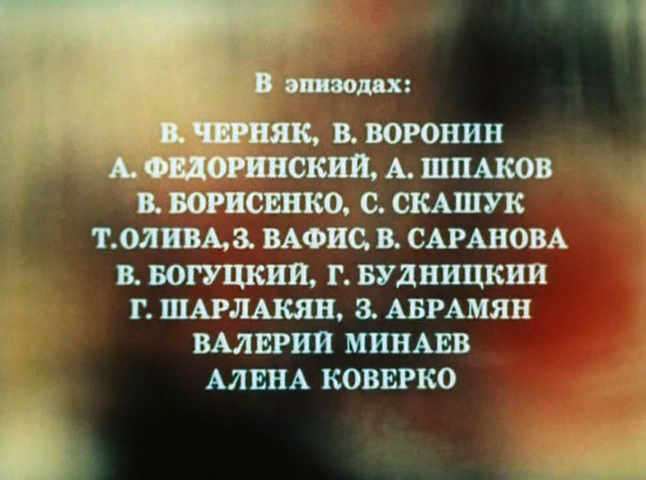 В эпизодах:
В. ЧЕРНЯК, В. ВОРОНИН
А. ФЕДОРИНСКИЙ, А. ШПАКОВ
В. БОРИСЕНКО, С. СКАШУК
Т.ОЛИВА, З. ВАФИС, В. САРАНОВА
В. БОГУЦКИЙ, Г. БУДНИЦКИЙ
Г. ШАРЛАКЯН, З. АБРАМЯН
ВАЛЕРИЙ МИНАЕВ
АЛЕНА КОВЕРКО